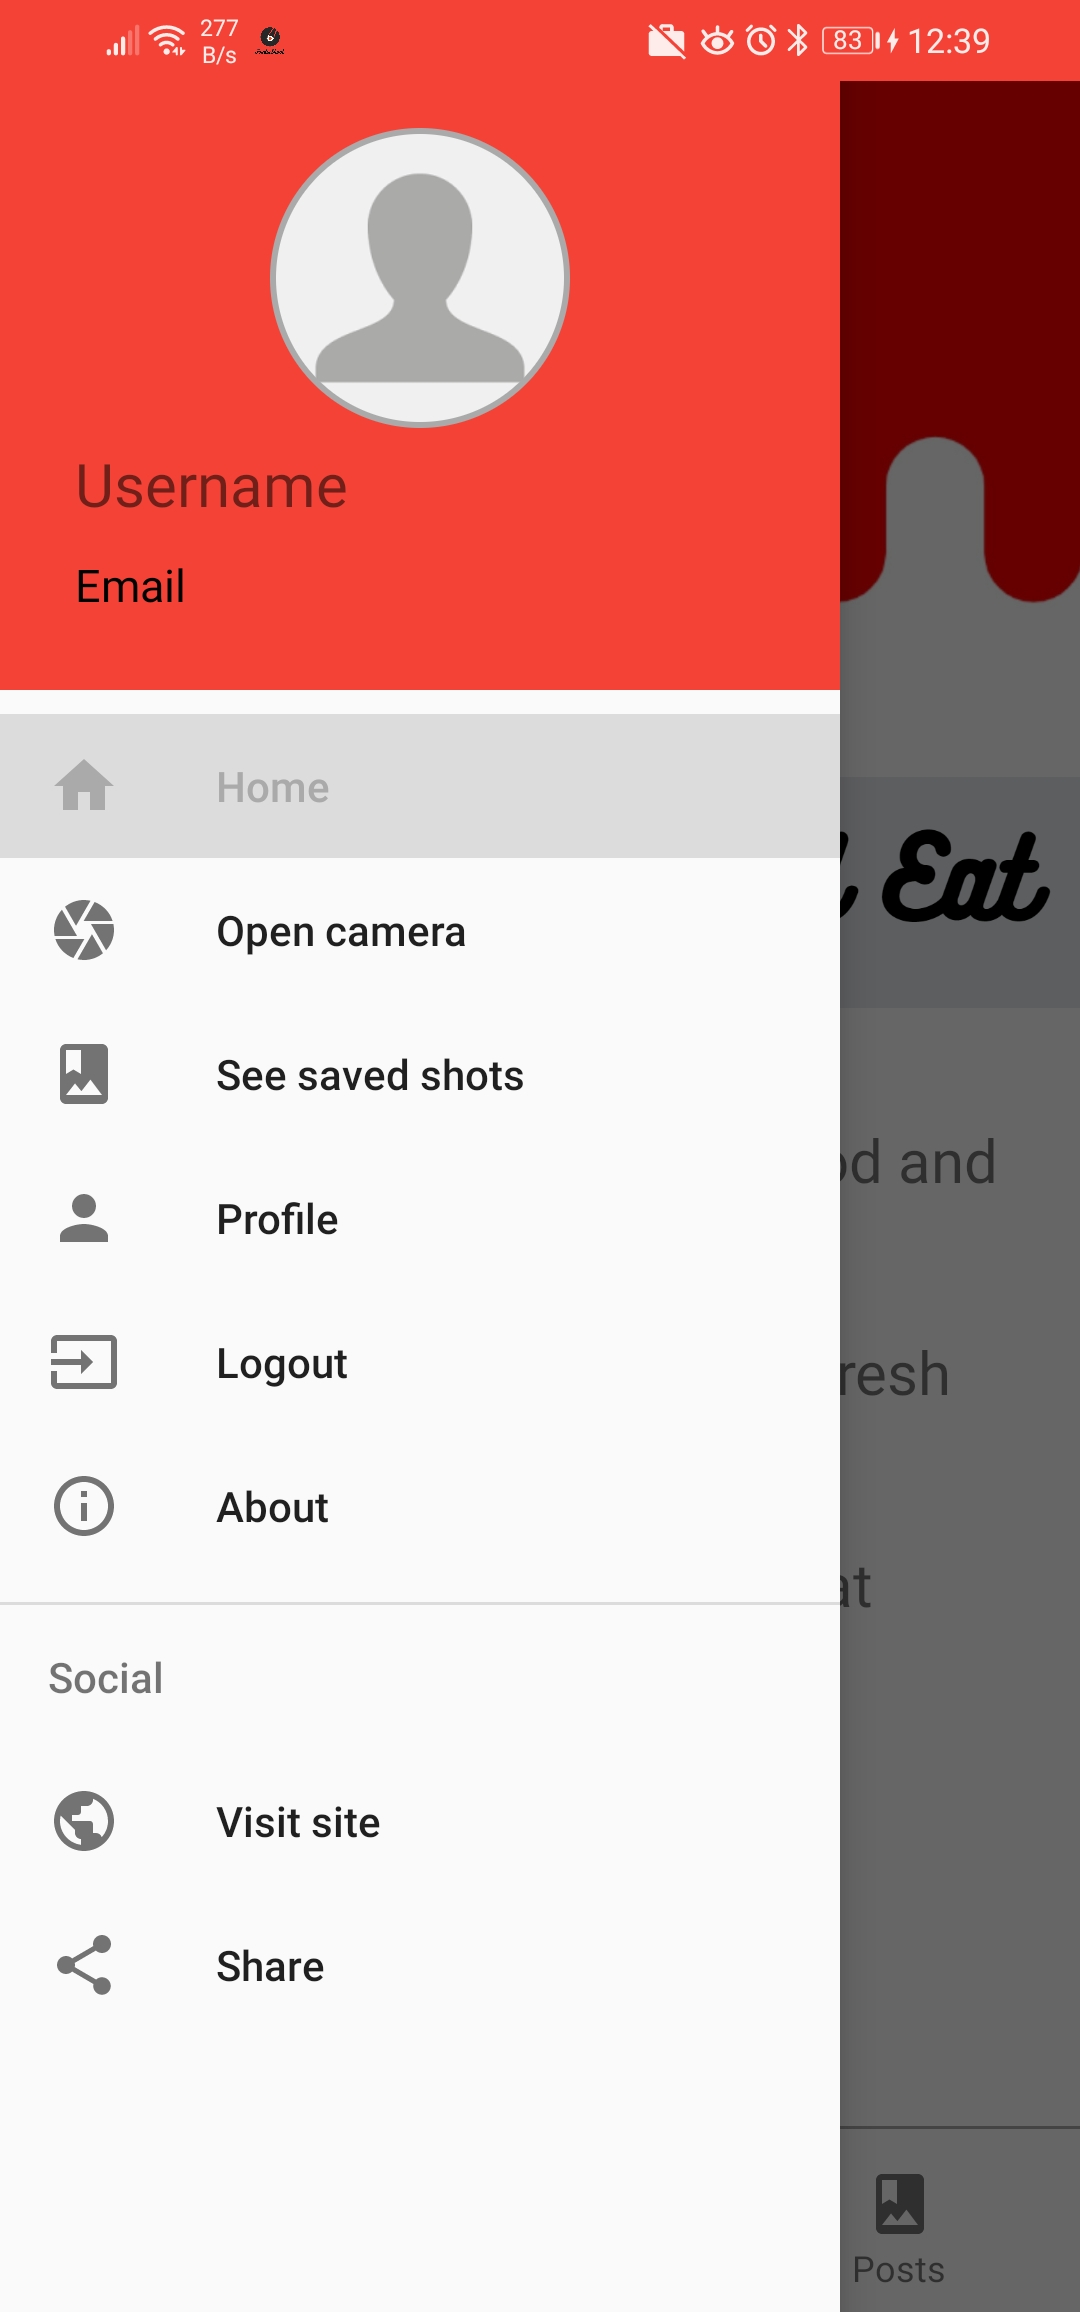 277
B/s
83
12:39
Username
Email
Home
Open camera
See saved shots
Profile
Logout
About
Social
Visit site
Share
Eat
and
at
Posts